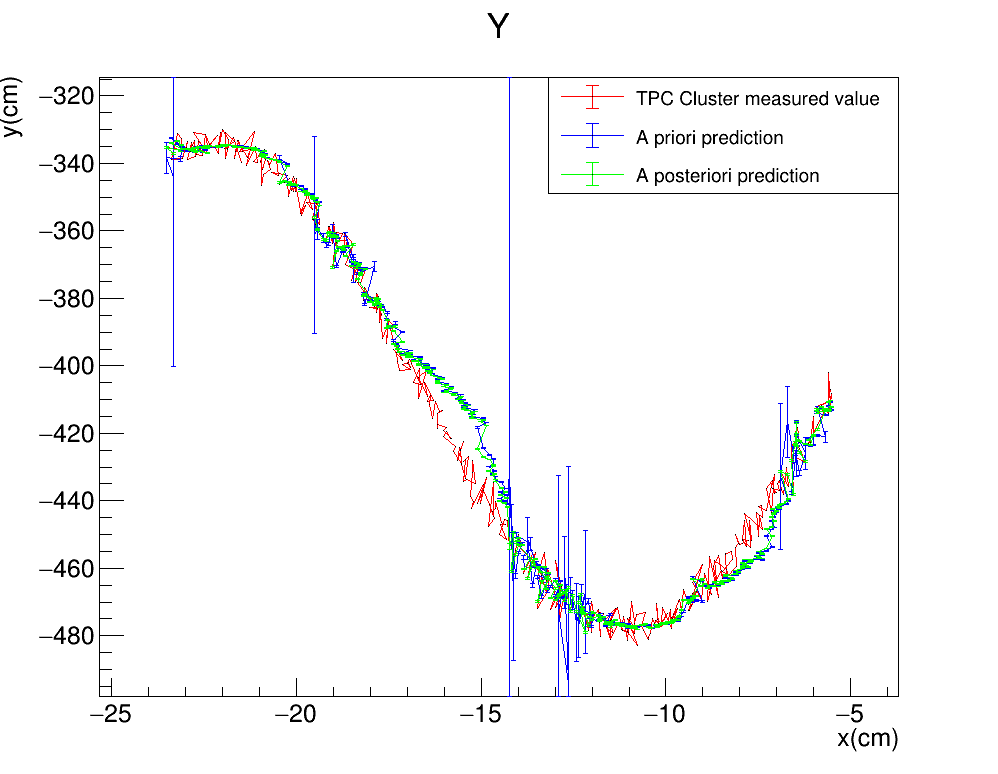 Y
y(cm)
TPC Cluster measured value
A priori prediction
A posteriori prediction
−320
−340
−360
−380
−400
−420
−440
−460
−480
−25 −20 −15 −10 −5
x(cm)